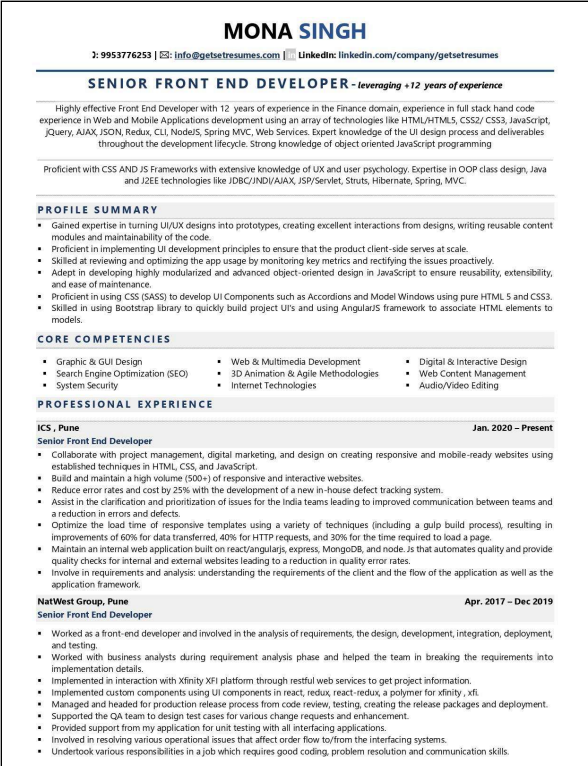 MONA SINGH
: 9953776253 | ✉: info@getsetresumes.com | in LinkedIn: linkedin.com/company/getsetresumes
SENIOR FRONT END DEVELOPER – leveraging +12 years of experience
Highly effective Front End Developer with 12 years of experience in the Finance domain, experience in full stack hand code
experience in Web and Mobile Applications development using an array of technologies like HTML/HTML5, CSS2/ CSS3, JavaScript,
jQuery, AJAX, JSON, Redux, CLI, NodeJS, Spring MVC, Web Services. Expert knowledge of the UI design process and deliverables
throughout the development lifecycle. Strong knowledge of object oriented JavaScript programming
Proficient with CSS AND JS Frameworks with extensive knowledge of UX and user psychology. Expertise in OOP class design, Java
and J2EE technologies like JDBC/JNDI/AJAX, JSP/Servlet, Struts, Hibernate, Spring, MVC.
PROFILE SUMMARY
▪ Gained expertise in turning UI/UX designs into prototypes, creating excellent interactions from designs, writing reusable content
modules and maintainability of the code.
▪ Proficient in implementing UI development principles to ensure that the product client-side serves at scale.
▪ Skilled at reviewing and optimizing the app usage by monitoring key metrics and rectifying the issues proactively.
▪ Adept in developing highly modularized and advanced object-oriented design in JavaScript to ensure reusability, extensibility,
and ease of maintenance.
▪ Proficient in using CSS (SASS) to develop UI Components such as Accordions and Model Windows using pure HTML 5 and CSS3.
▪ Skilled in using Bootstrap library to quickly build project UI's and using AngularJS framework to associate HTML elements to
models.
CORE COMPETENCIES
▪ Graphic & GUI Design ▪ Web & Multimedia Development ▪ Digital & Interactive Design
▪ Search Engine Optimization (SEO) ▪ 3D Animation & Agile Methodologies ▪ Web Content Management
▪ System Security ▪ Internet Technologies ▪ Audio/Video Editing
PROFESSIONAL EXPERIENCE
ICS , Pune Jan. 2020 – Present
Senior Front End Developer
▪ Collaborate with project management, digital marketing, and design on creating responsive and mobile-ready websites using
established techniques in HTML, CSS, and JavaScript.
▪ Build and maintain a high volume (500+) of responsive and interactive websites.
▪ Reduce error rates and cost by 25% with the development of a new in-house defect tracking system.
▪ Assist in the clarification and prioritization of issues for the India teams leading to improved communication between teams and
a reduction in errors and defects.
▪ Optimize the load time of responsive templates using a variety of techniques (including a gulp build process), resulting in
improvements of 60% for data transferred, 40% for HTTP requests, and 30% for the time required to load a page.
▪ Maintain an internal web application built on react/angularjs, express, MongoDB, and node. Js that automates quality and provide
quality checks for internal and external websites leading to a reduction in quality error rates.
▪ Involve in requirements and analysis: understanding the requirements of the client and the flow of the application as well as the
application framework.
NatWest Group, Pune Apr. 2017 – Dec 2019
Senior Front End Developer
▪ Worked as a front-end developer and involved in the analysis of requirements, the design, development, integration, deployment,
and testing.
▪ Worked with business analysts during requirement analysis phase and helped the team in breaking the requirements into
implementation details.
▪ Implemented in interaction with Xfinity XFI platform through restful web services to get project information.
▪ Implemented custom components using UI components in react, redux, react-redux, a polymer for xfinity , xfi.
▪ Managed and headed for production release process from code review, testing, creating the release packages and deployment.
▪ Supported the QA team to design test cases for various change requests and enhancement.
▪ Provided support from my application for unit testing with all interfacing applications.
▪ Involved in resolving various operational issues that affect order flow to/from the interfacing systems.
▪ Undertook various responsibilities in a job which requires good coding, problem resolution and communication skills.